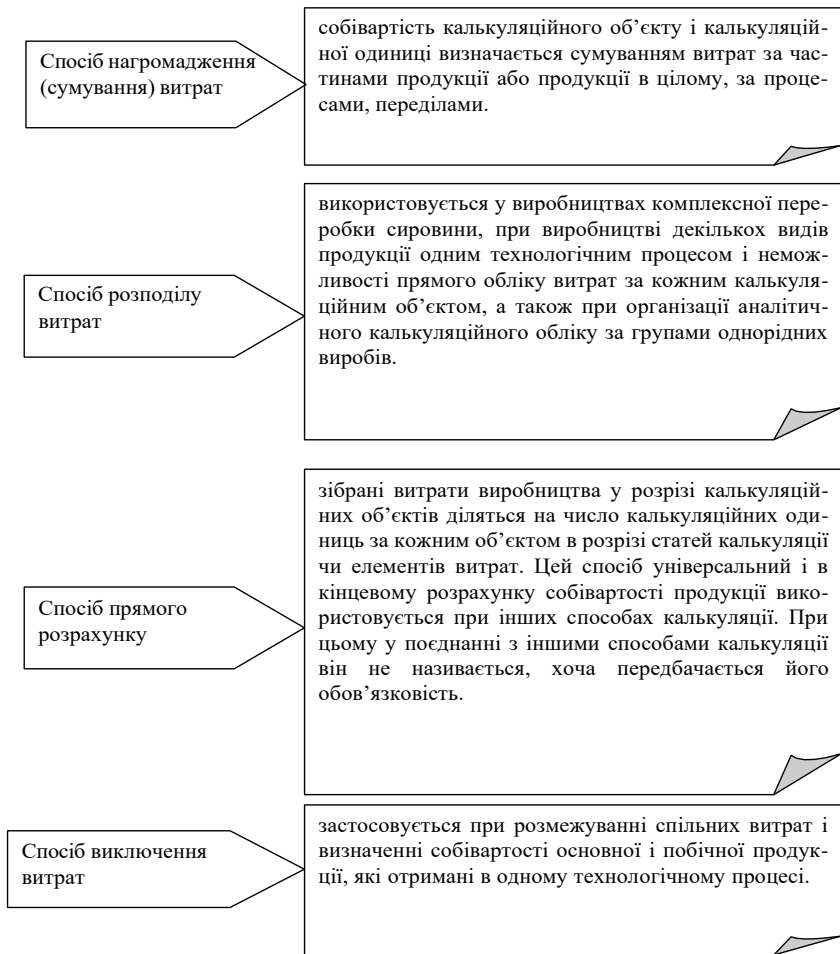 Спосіб нагромадження
(сумування) витрат
собівартість калькуляційного об’єкту і калькуляцій-
ної одиниці визначається сумуванням витрат за час-
тинами продукції або продукції в цілому, за проце-
сами, переділами.
Спосіб розподілу
витрат
використовується у виробництвах комплексної пере-
робки сировини, при виробництві декількох видів
продукції одним технологічним процесом і немож-
ливості прямого обліку витрат за кожним калькуля-
ційним об’єктом, а також при організації аналітич-
ного калькуляційного обліку за групами однорідних
виробів.
Спосіб прямого
розрахунку
зібрані витрати виробництва у розрізі калькуляцій-
них об’єктів діляться на число калькуляційних оди-
ниць за кожним об’єктом в розрізі статей калькуляції
чи елементів витрат. Цей спосіб універсальний і в
кінцевому розрахунку собівартості продукції вико-
ристовується при інших способах калькуляції. При
цьому у поєднанні з іншими способами калькуляції
він не називається, хоча передбачається його
обов’язковість.
Спосіб виключення
витрат
застосовується при розмежуванні спільних витрат і
визначенні собівартості основної і побічної продук-
ції, які отримані в одному технологічному процесі.